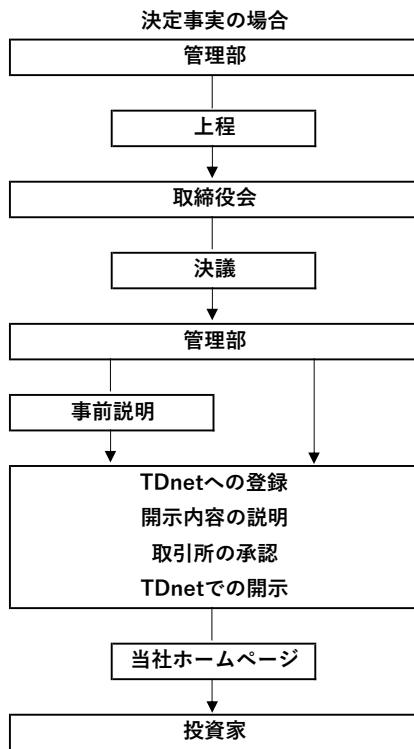 決定事実の場合
管理部
上程
取締役会
決議
管理部
事前説明
TDnetへの登録
開示内容の説明
取引所の承認
TDnetでの開示
当社ホームページ
投資家